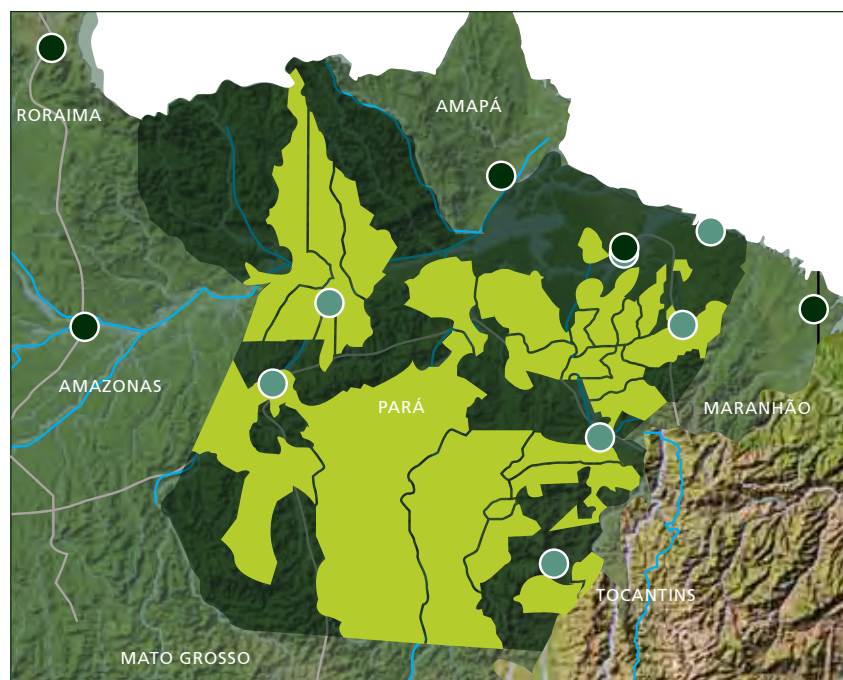 AMAPÁ
RORAIMA
AMAZONAS
PARÁ
MARANHÃO
TOCANTINS
MATO GROSSO